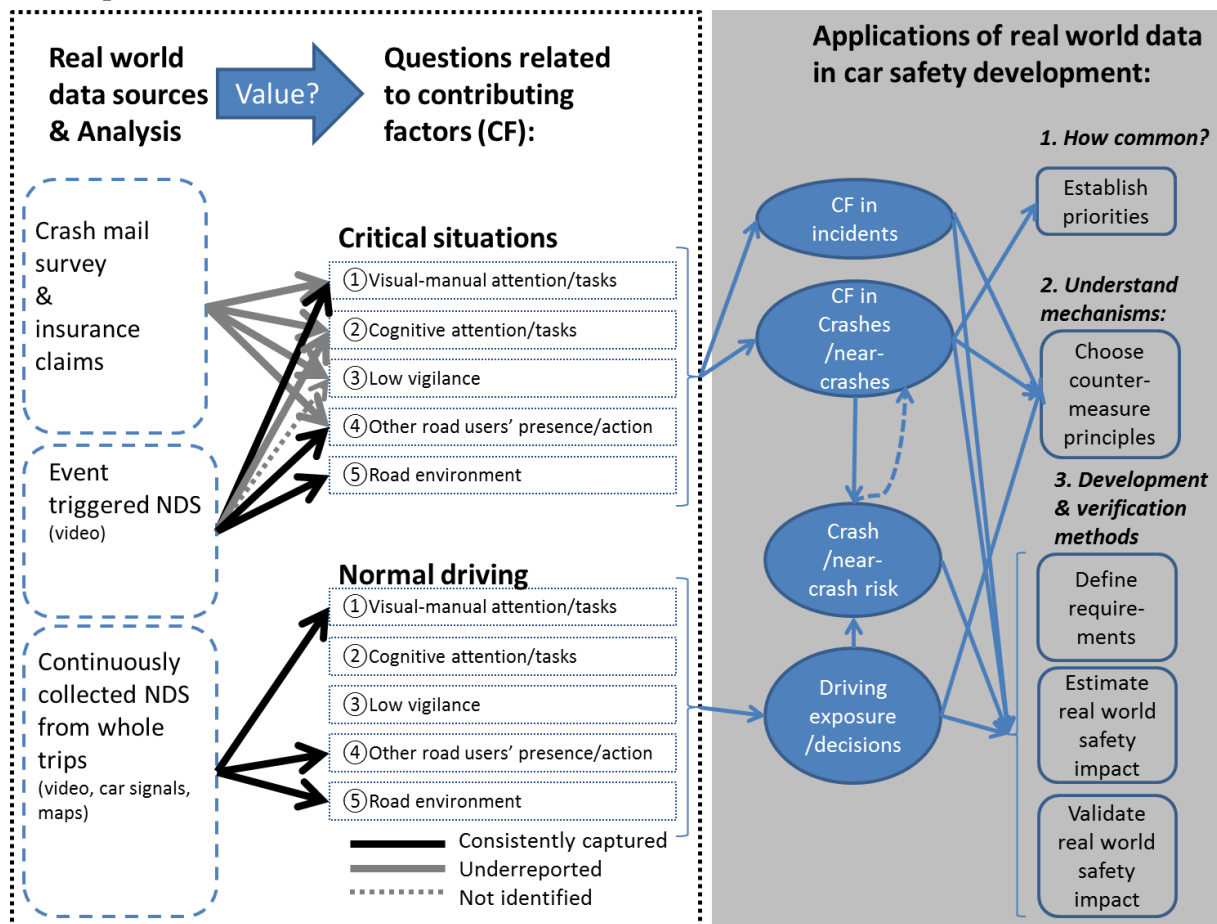 Real world
data sources
& Analysis
Value?
Questions related
to contributing
factors (CF):
Crash mail
survey
&
insurance
claims
Event
triggered NDS
(video)
Continuously
collected NDS
from whole
trips
(video, car signals,
maps)
Critical situations
①Visual-manual attention/tasks
②Cognitive attention/tasks
③Low vigilance
④Other road users’ presence/action
⑤Road environment
Normal driving
①Visual-manual attention/tasks
②Cognitive attention/tasks
③Low vigilance
④Other road users’ presence/action
⑤Road environment
Consistently captured
Underreported
Not identified
Applications of real world data
in car safety development:
CF in
incidents
CF in
Crashes
/near-
crashes
Crash
/near-
crash risk
Driving
exposure
/decisions
1. How common?
Establish
priorities
2. Understand
mechanisms:
Choose
counter-
measure
principles
3. Development
& verification
methods
Define
require-
ments
Estimate
real world
safety
impact
Validate
real world
safety
impact